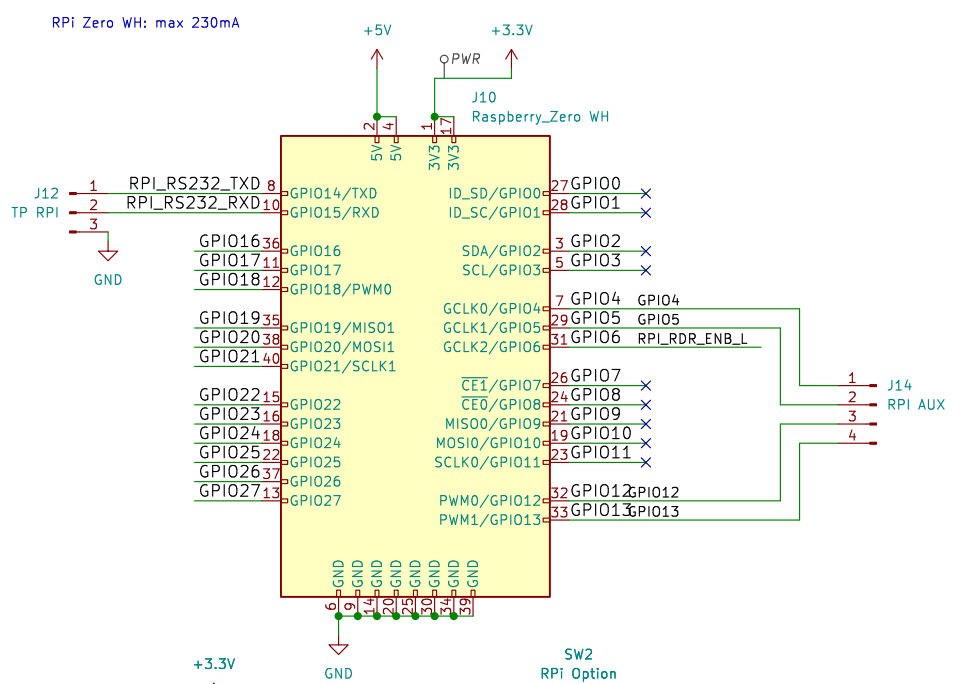 RPi Zero WH: max 230mA
+5V
+3.3V
PWR
J10
Raspberry_Zero WH
2 4 1 17
5V 5V 3V3 3V3
J12
TP RPI
1 RPI_RS232_TXD 8 GPIO14/TXD
2 RPI_RS232_RXD 10 GPIO15/RXD
3
GND
GPIO16 36 GPIO16
GPIO17 11 GPIO17
GPIO18 12 GPIO18/PWM0
GPIO19 35 GPIO19/MISO1
GPIO20 38 GPIO20/MOSI1
GPIO21 40 GPIO21/SCLK1
GPIO22 15 GPIO22
GPIO23 16 GPIO23
GPIO24 18 GPIO24
GPIO25 22 GPIO25
GPIO26 37 GPIO26
GPIO27 13 GPIO27
ID_SD/GPIO0 27 GPIO0
ID_SC/GPIO1 28 GPIO1
SDA/GPIO2 3 GPIO2
SCL/GPIO3 5 GPIO3
GCLK0/GPIO4 7 GPIO4 GPIO4
GCLK1/GPIO5 29 GPIO5 GPIO5
GCLK2/GPIO6 31 GPIO6 RPI_RDR_ENB_L
CE1/GPIO7 26 GPIO7
CE0/GPIO8 24 GPIO8
MISO0/GPIO9 21 GPIO9
MOSI0/GPIO10 19 GPIO10
SCLK0/GPIO11 23 GPIO11
PWM0/GPIO12 32 GPIO12 GPIO12
PWM1/GPIO13 33 GPIO13 GPIO13
1 J14
2 RPI AUX
3
4
GND GND GND GND GND GND GND GND
6 9 14 20 25 30 34 39
GND
+3.3V
SW2
RPi Option